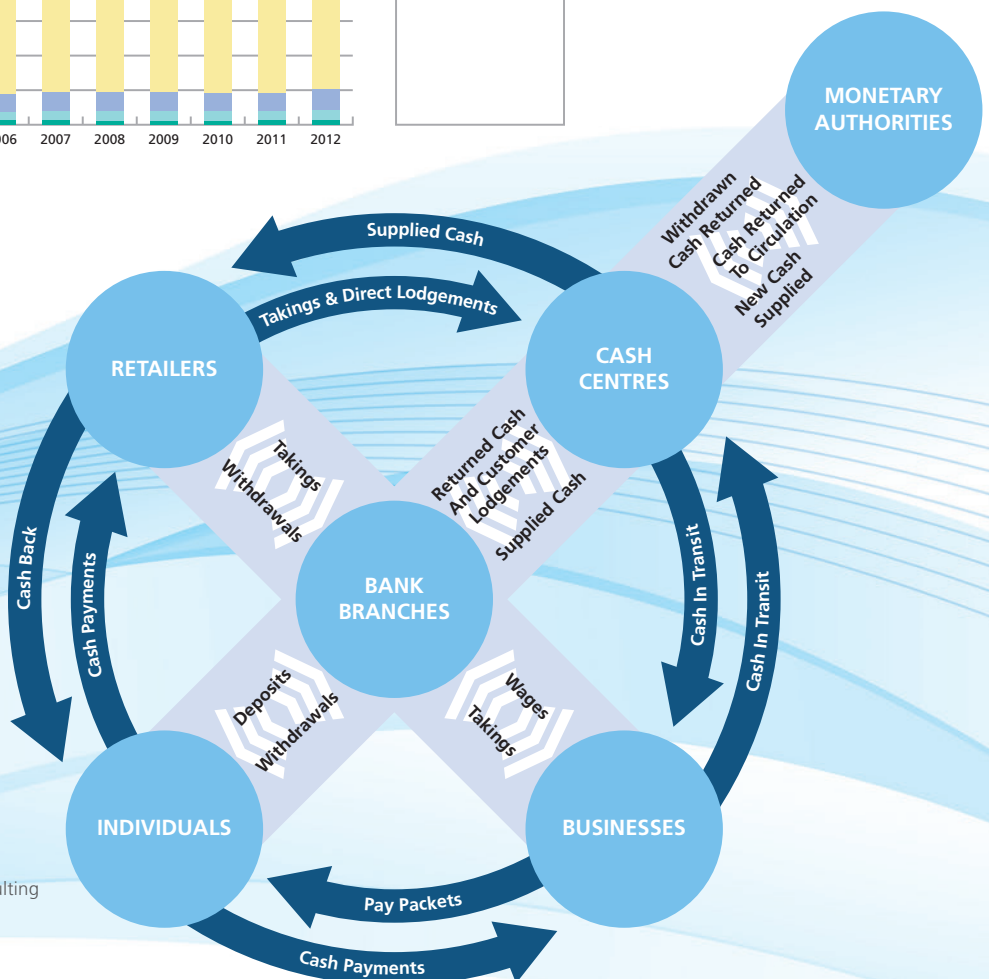 06 2007 2008 2009 2010 2011 2012
MONETARY
AUTHORITIES
Withdrawn
Cash Returned
Cash Returned
To Circulation
New Cash
Supplied
Supplied Cash
Takings & Direct Lodgements
RETAILERS
CASH
CENTRES
Takings
Withdrawals
Returned Cash
And Customer
Lodgements
Supplied Cash
Cash Back
Cash Payments
BANK
BRANCHES
Cash In Transit
Cash In Transit
Deposits
Withdrawals
Wages
Takings
INDIVIDUALS
BUSINESSES
ulting
Pay Packets
Cash Payments